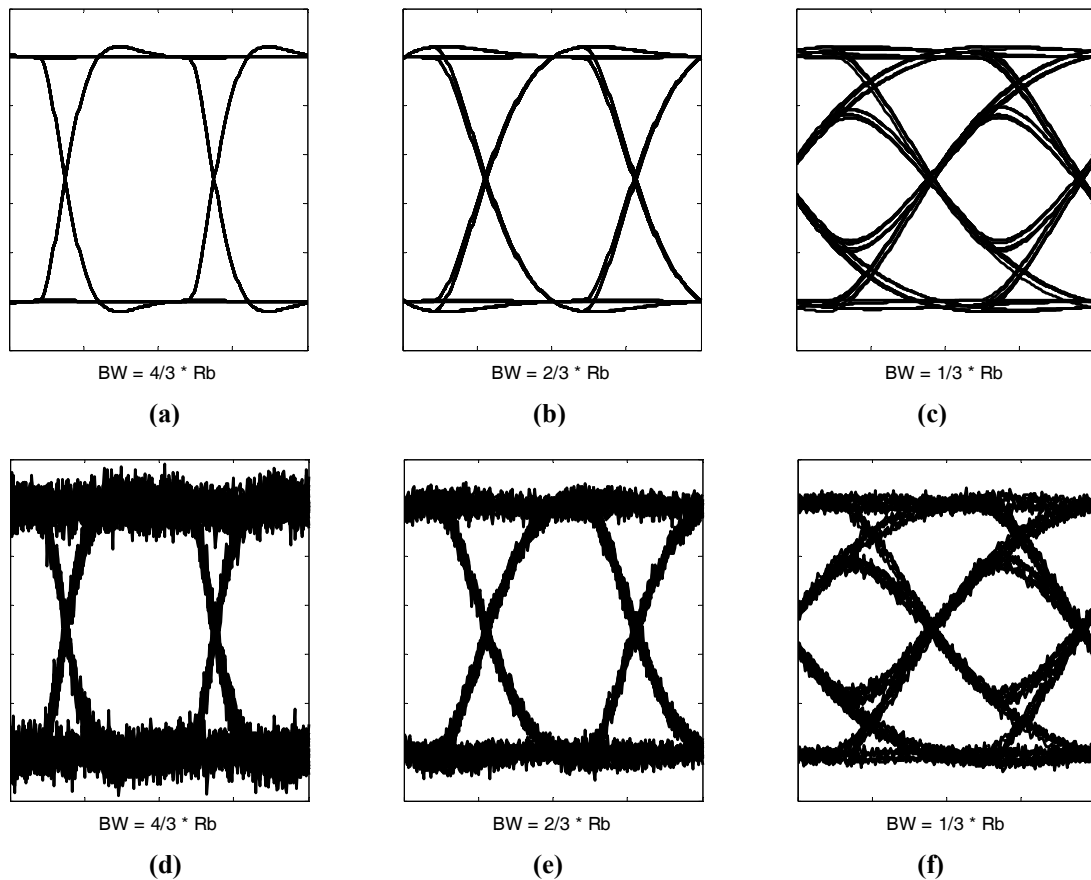 BW = 4/3 * Rb
BW = 2/3 * Rb
BW = 1/3 * Rb
(a)
(b)
(c)
BW = 4/3 * Rb
BW = 2/3 * Rb
BW = 1/3 * Rb
(d)
(e)
(f)